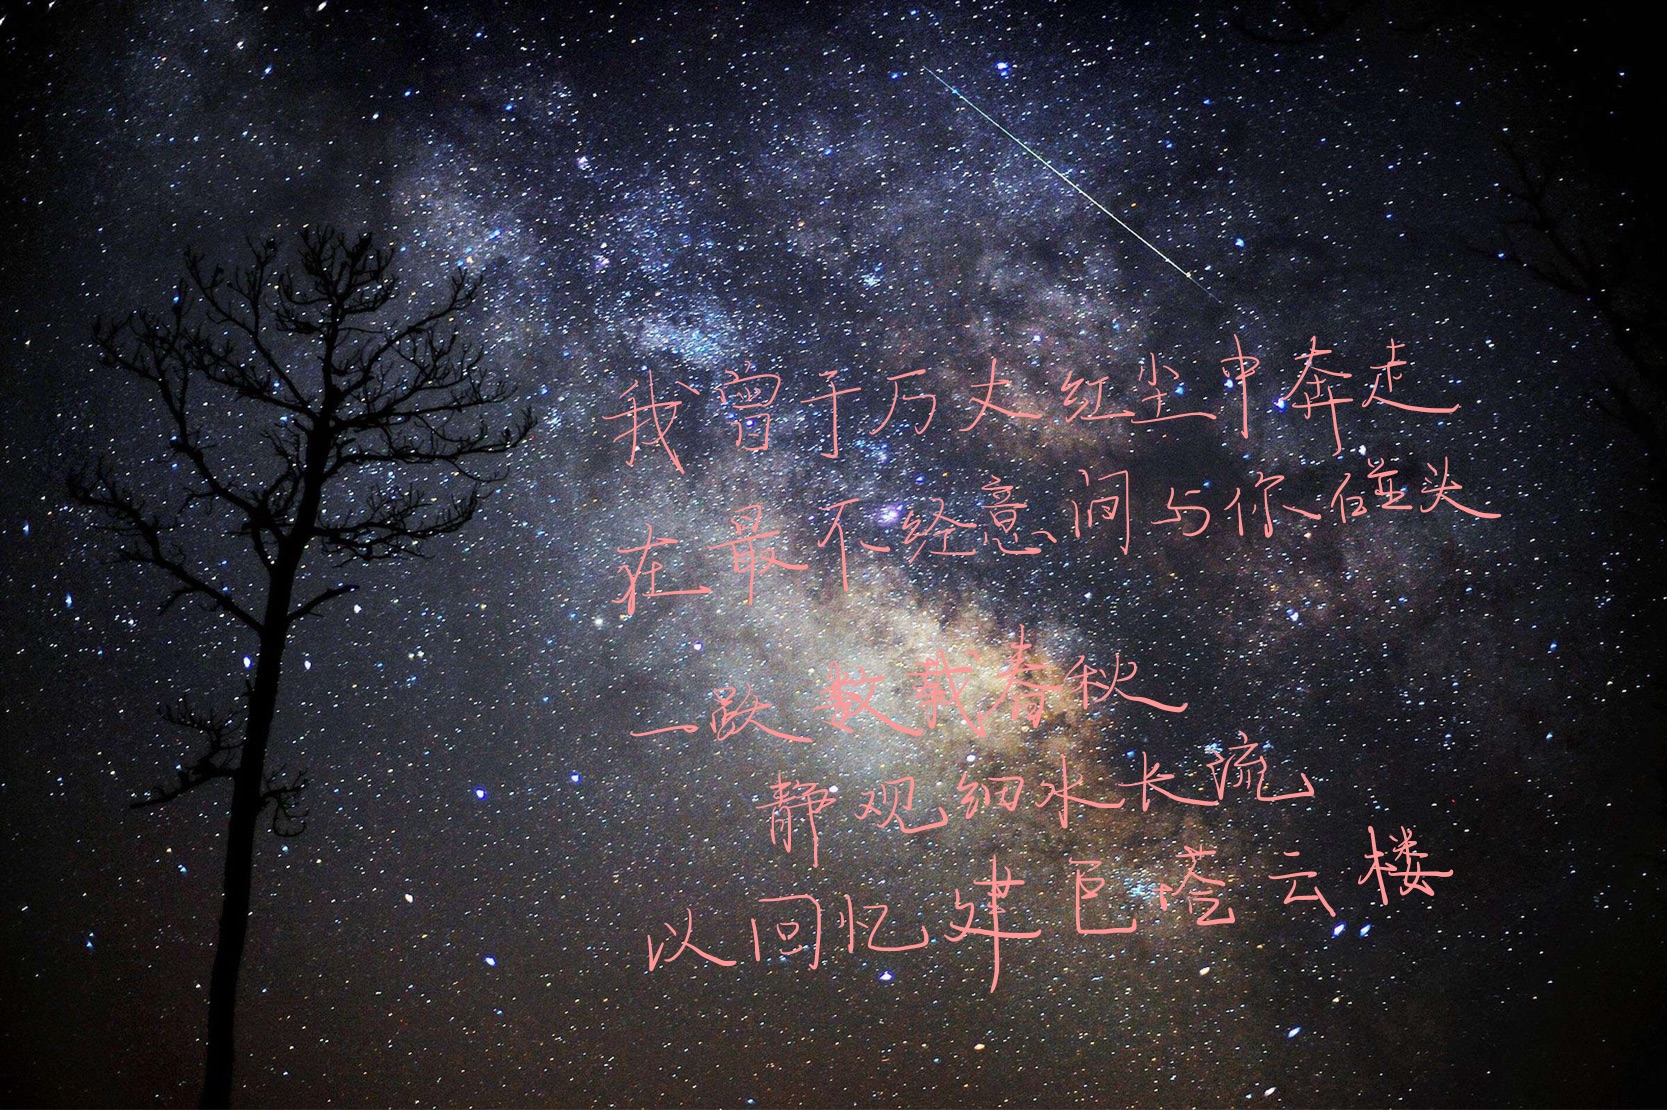 我曾于万丈红尘中奔走
在最不经意间与你碰头
一跌数载春秋
静观细水长流
以回忆建巨塔云楼